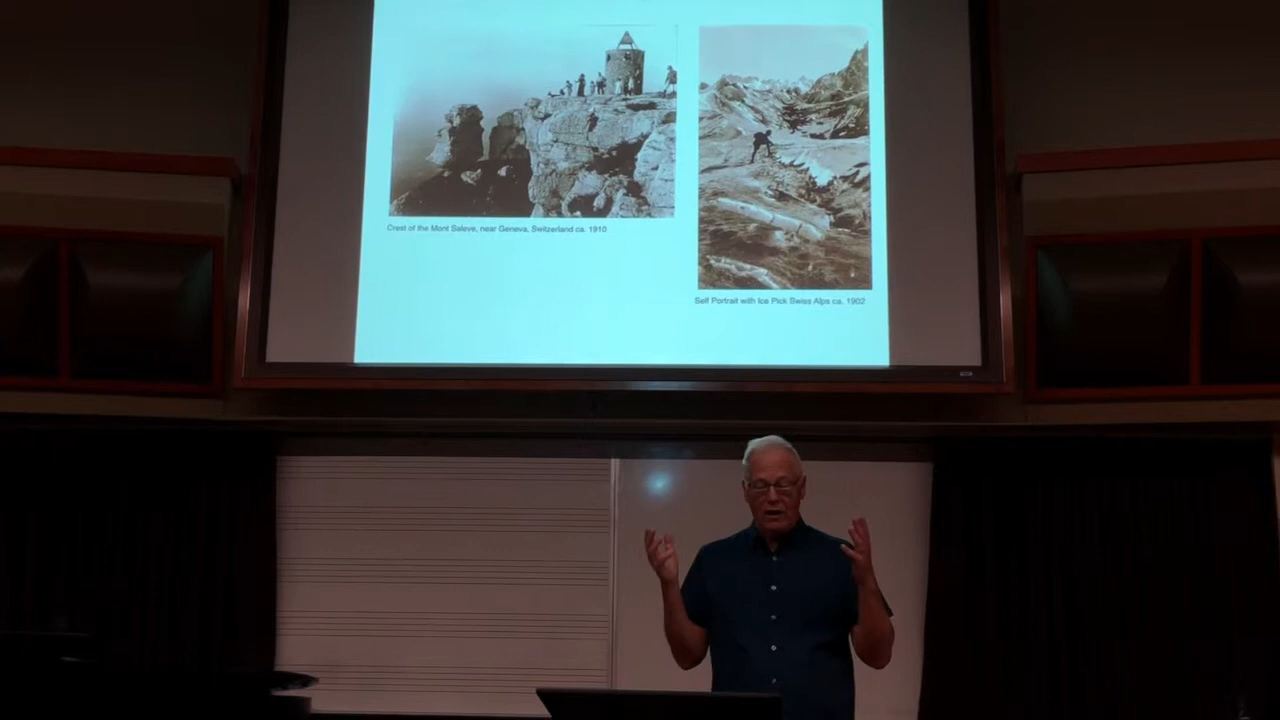 Crest of the Mont Saleve, near Geneva, Switzerland ca. 1910
Self Portrait with Ice Pick Swiss Alps ca. 1902